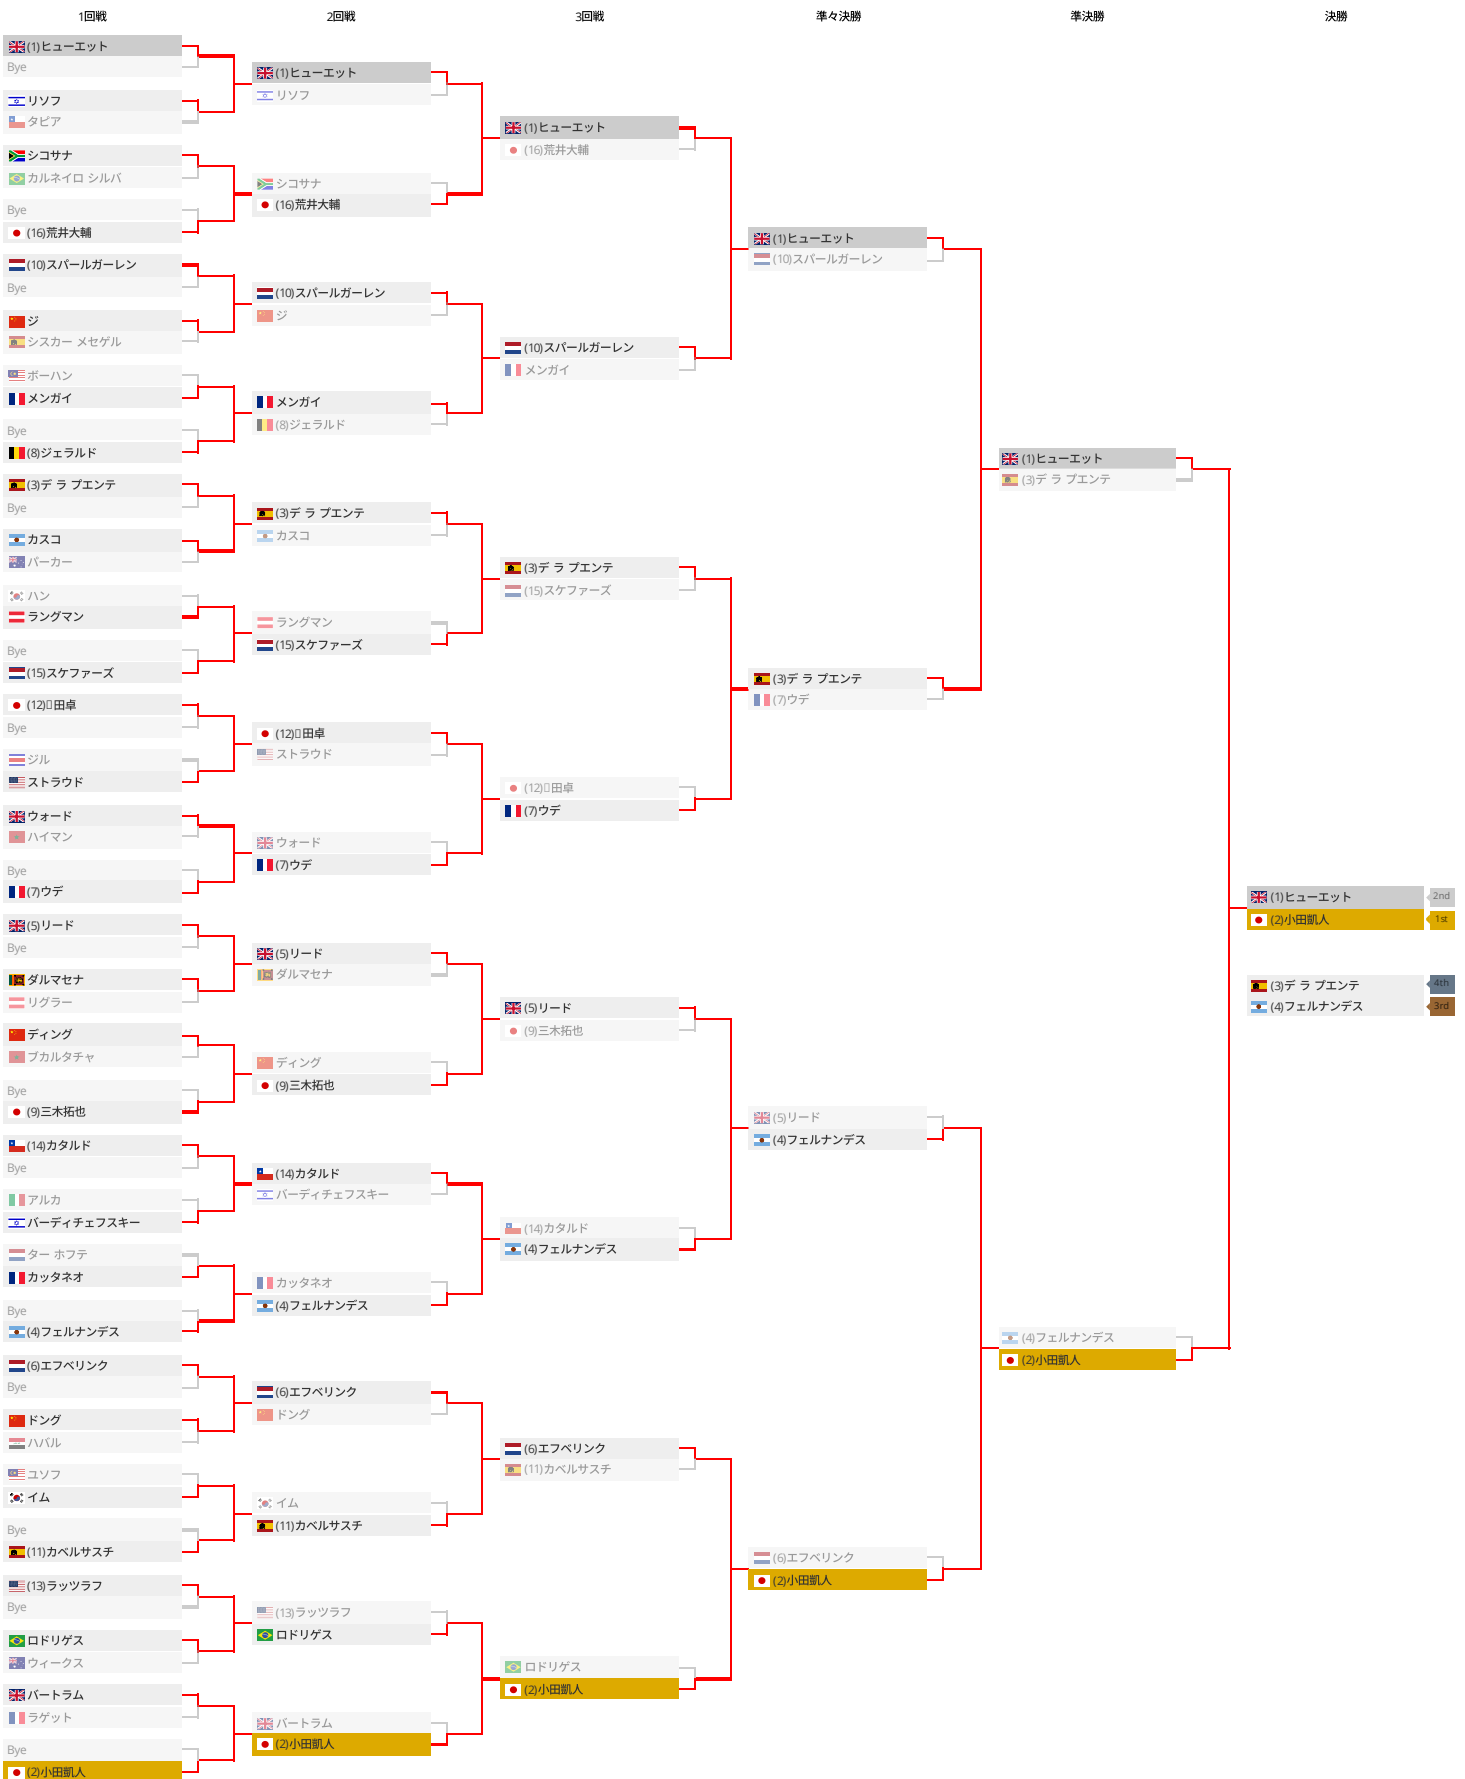 1回戦
2回戦
3回戦
準々決勝
準決勝
決勝
(1)ヒューエット
Bye
リソフ
タピア
シコサナ
カルネイロ シルバ
Bye
(16)荒井大輔
(10)スパールガーレン
Bye
ジ
シスカー メセゲル
ボーハン
メンガイ
Bye
(8)ジェラルド
(3)デ ラ プエンテ
Bye
カスコ
パーカー
ハン
ラングマン
Bye
(15)スケファーズ
(12)田卓
Bye
ジル
ストラウド
ウォード
ハイマン
Bye
(7)ウデ
(5)リード
Bye
ダルマセナ
リグラー
ディング
ブカルタチャ
Bye
(9)三木拓也
(14)カタルド
Bye
アルカ
バーディチェフスキー
ター ホフテ
カッタネオ
Bye
(4)フェルナンデス
(6)エフベリンク
Bye
ドング
ハバル
ユソフ
イム
Bye
(11)カベルサスチ
(13)ラッツラフ
Bye
ロドリゲス
ウィークス
バートラム
ラゲット
Bye
(2)小田凱人
(1)ヒューエット
リソフ
シコサナ
(16)荒井大輔
(10)スパールガーレン
ジ
メンガイ
(8)ジェラルド
(3)デ ラ プエンテ
カスコ
ラングマン
(15)スケファーズ
(12)田卓
ストラウド
ウォード
(7)ウデ
(5)リード
ダルマセナ
ディング
(9)三木拓也
(14)カタルド
バーディチェフスキー
カッタネオ
(4)フェルナンデス
(6)エフベリンク
ドング
イム
(11)カベルサスチ
(13)ラッツラフ
ロドリゲス
バートラム
(2)小田凱人
(1)ヒューエット
(16)荒井大輔
(10)スパールガーレン
メンガイ
(3)デ ラ プエンテ
(15)スケファーズ
(12)田卓
(7)ウデ
(5)リード
(9)三木拓也
(14)カタルド
(4)フェルナンデス
(6)エフベリンク
(11)カベルサスチ
ロドリゲス
(2)小田凱人
(1)ヒューエット
(10)スパールガーレン
(3)デ ラ プエンテ
(7)ウデ
(5)リード
(4)フェルナンデス
(6)エフベリンク
(2)小田凱人
(1)ヒューエット
(3)デ ラ プエンテ
(4)フェルナンデス
(2)小田凱人
(1)ヒューエット
2nd
(2)小田凱人
1st
(3)デ ラ プエンテ
4th
(4)フェルナンデス
3rd